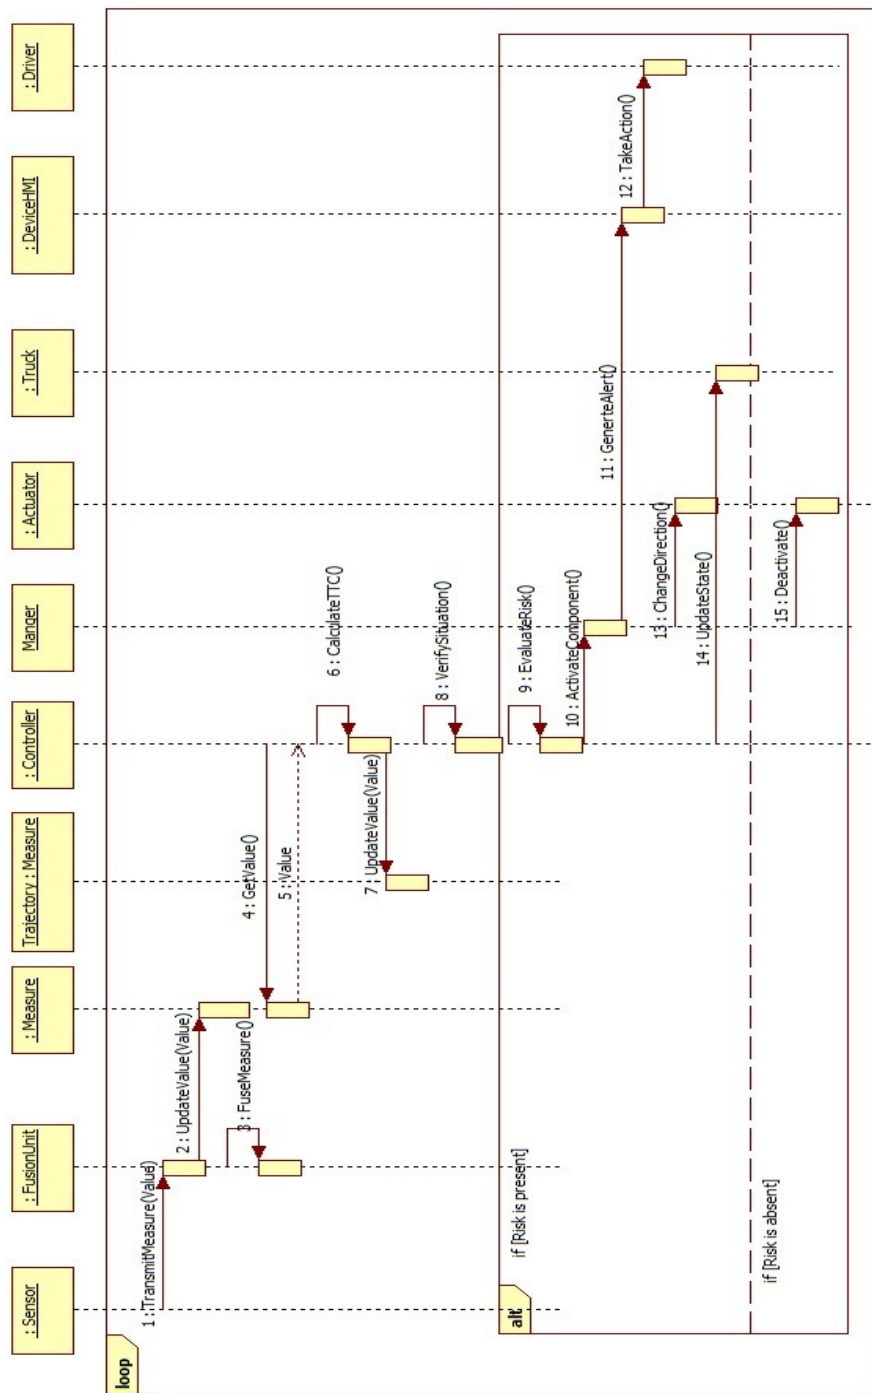 : Sensor
: FusionUnit
: Measure
Trajectory : Measure
: Controller
Manger
: Actuator
: Truck
: DeviceHMI
: Driver
loop
1 :TransmitMeasure(Value)
2 : UpdateValue(Value)
3 : FuseMeasure()
4 : GetValue()
5 : Value
6 : CalculateTTC()
7 : UpdateValue(Value)
8 : VerifySituation()
alt
if [Risk is present]
9 : EvaluateRisk()
10 : ActivateComponent()
11 : GenerteAlert()
12 : TakeAction()
13 : ChangeDirection()
14 : UpdateState()
if [Risk is absent]
15 : Deactivate()